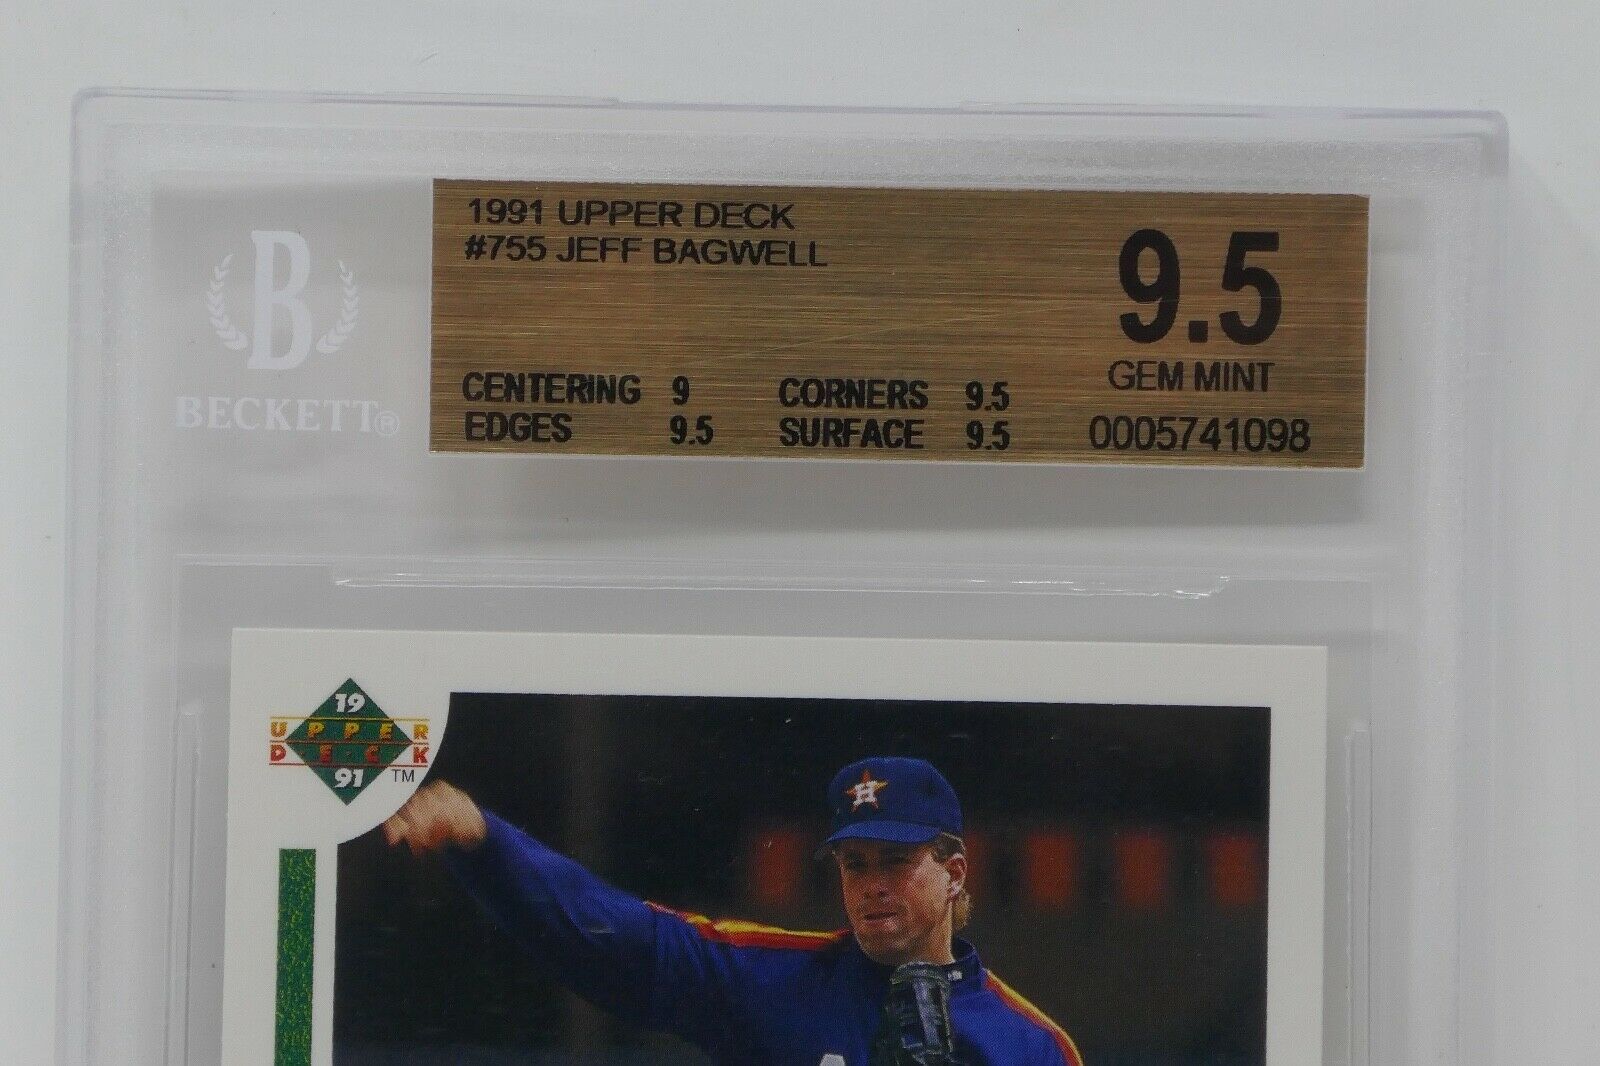 1991 UPPER DECK
#755 JEFF BAGWELL
9.5
GEM MINT
CENTERING 9 CORNERS 9.5
EDGES 9.5 SURFACE 9.5
0005741098
B
BECKETT®
19
UPPER
DECK
91 TM
H